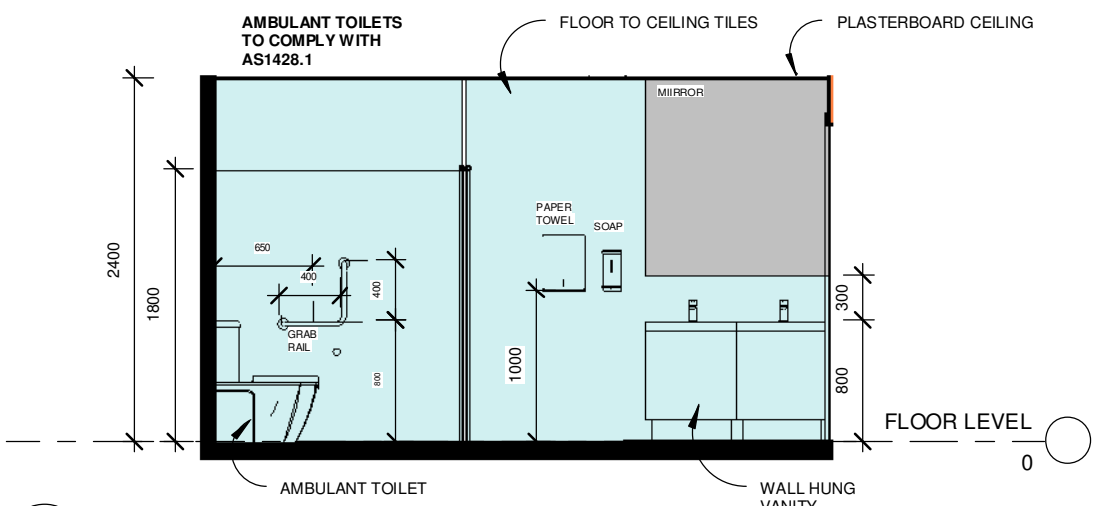 AMBULANT TOILETS
TO COMPLY WITH
AS1428.1
FLOOR TO CEILING TILES
PLASTERBOARD CEILING
MIIRROR
PAPER
TOWEL
SOAP
650
400
400
2400
1800
300
GRAB
RAIL
1000
800
800
FLOOR LEVEL
0
AMBULANT TOILET
WALL HUNG
VANITY